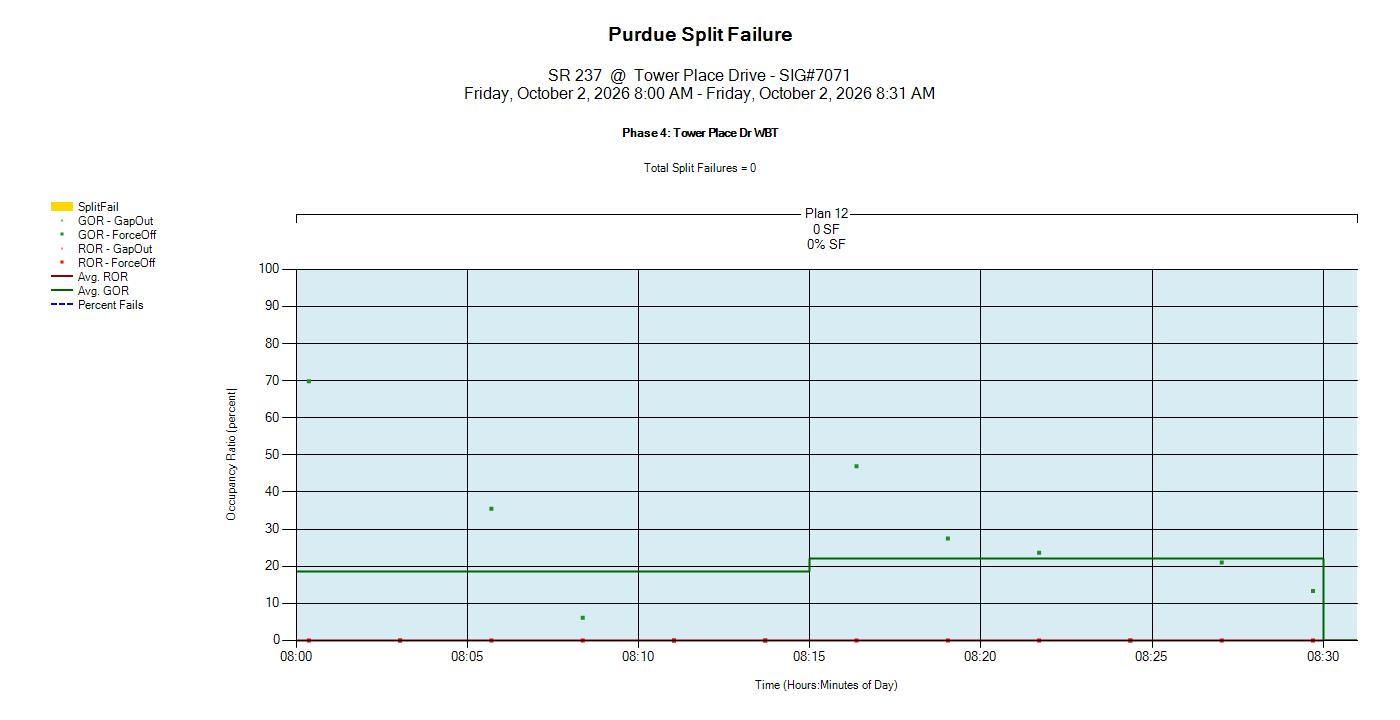 Purdue Split Failure
SR 237 @ Tower Place Drive - SIG#7071
Friday, October 2, 2026 8:00 AM - Friday, October 2, 2026 8:31 AM
Phase 4: Tower Place Dr WBT
Total Split Failures = 0
SplitFail
GOR - GapOut
GOR - ForceOff
ROR - GapOut
ROR - ForceOff
Avg. ROR
Avg. GOR
Percent Fails
Plan 12
0 SF
0% SF
100
90
80
70
60
50
40
30
20
10
0
Occupancy Ratio (percent)
08:00 08:05 08:10 08:15 08:20 08:25 08:30
Time (Hours:Minutes of Day)